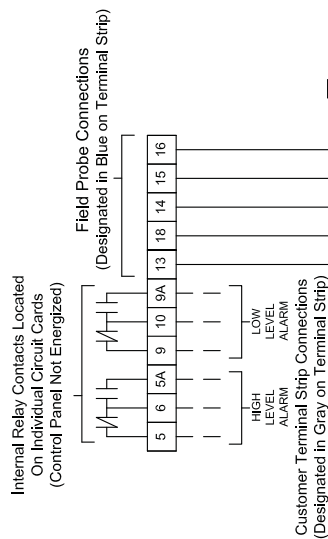 Internal Relay Contacts Located
On Individual Circuit Cards
(Control Panel Not Energized)
Field Probe Connections
(Designated in Blue on Terminal Strip)
5
6
5A
9
10
9A
13
18
14
15
16
HIGH
LEVEL
ALARM
LOW
LEVEL
ALARM
Customer Terminal Strip Connections
(Designated in Gray on Terminal Strip)